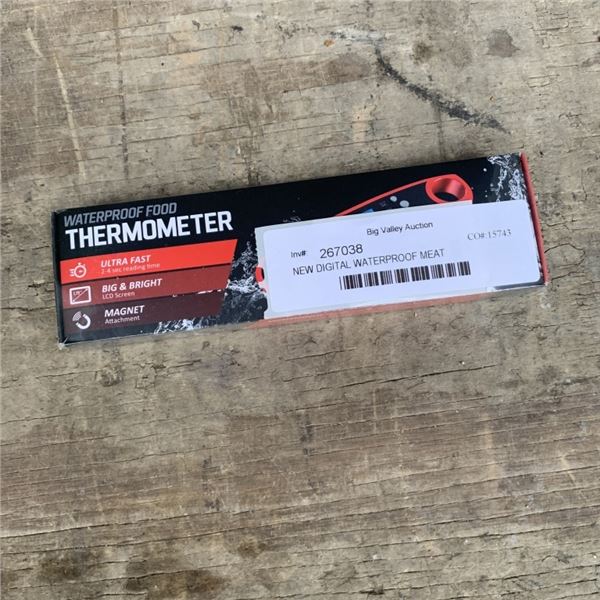 WATERPROOF FOOD
THERMOMETER
ULTRA FAST
2-4 sec reading time
BIG & BRIGHT
LCD Screen
MAGNET
Attachment
Big Valley Auction
Inv# 267038
CO#:15743
NEW DIGITAL WATERPROOF MEAT